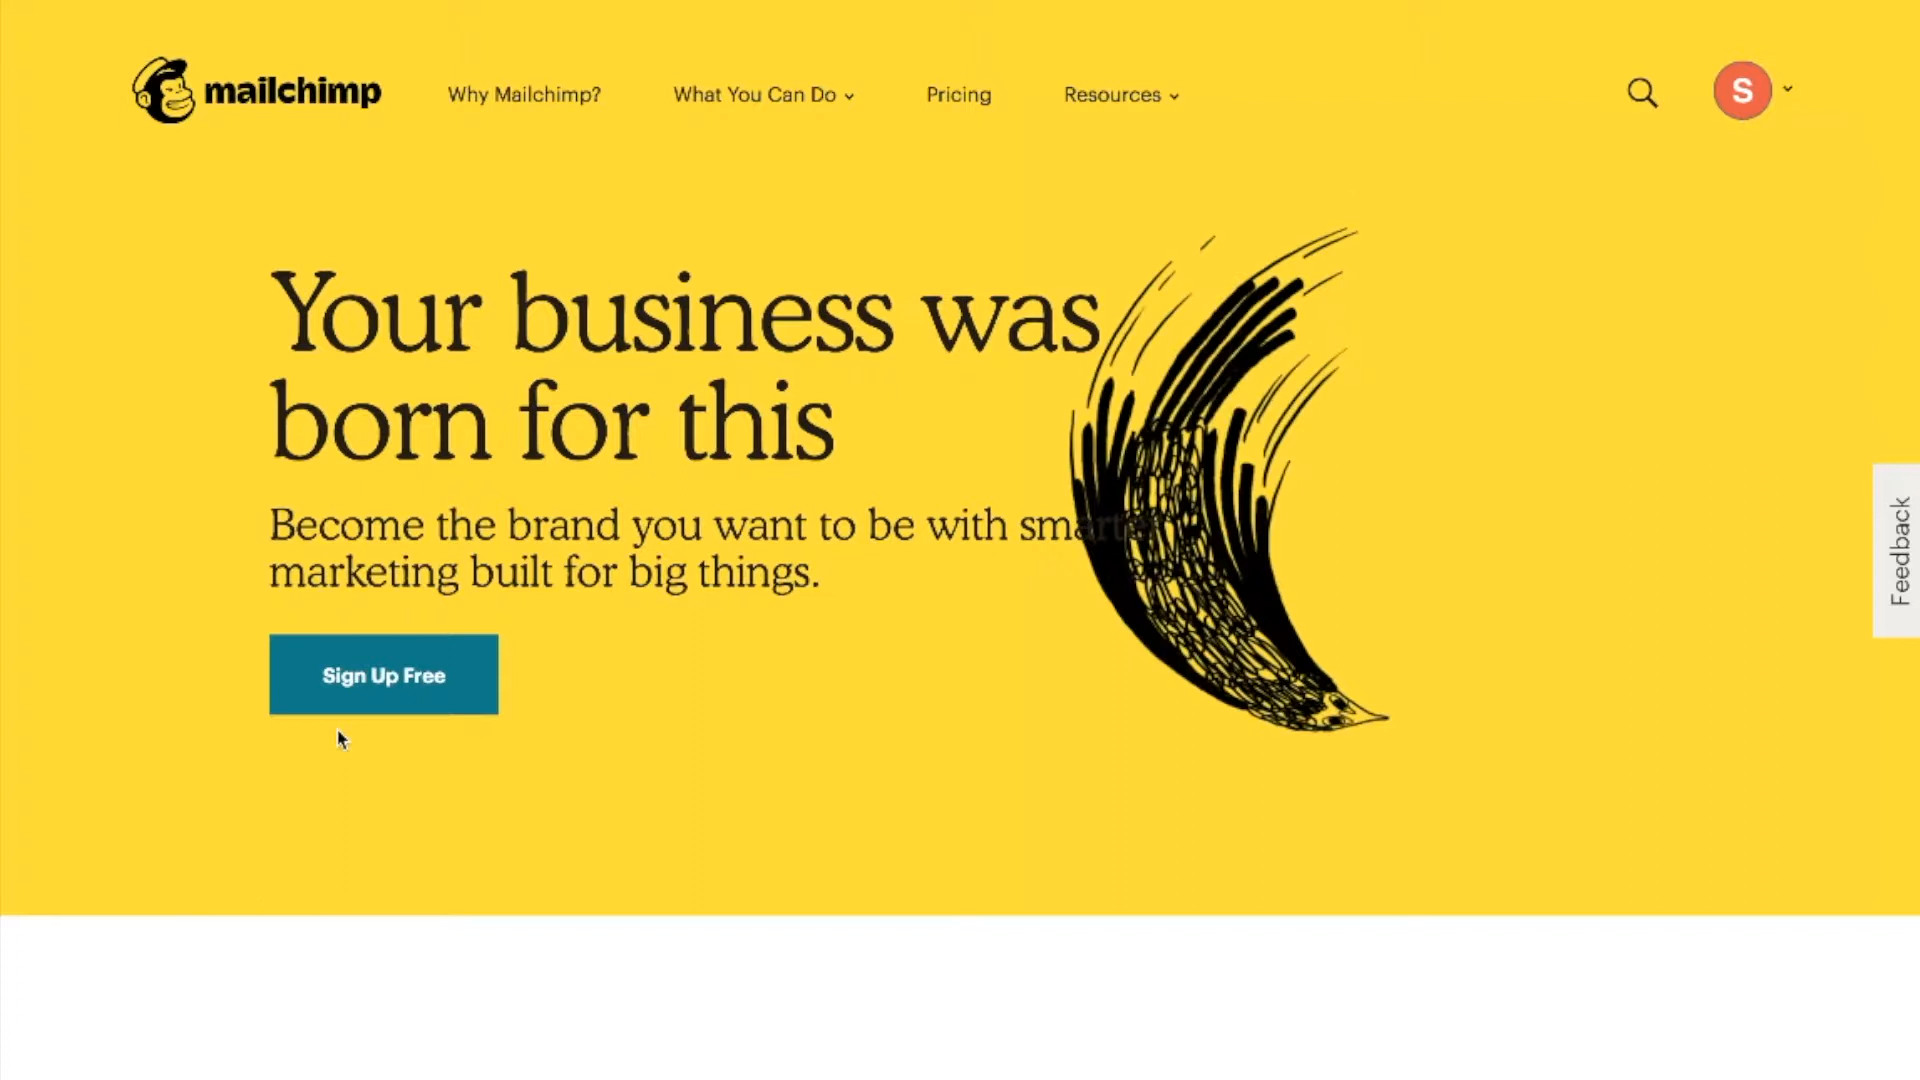 mailchimp
Why Mailchimp?
What You Can Do
Pricing
Resources
S
Your business was
born for this
Become the brand you want to be with smarter
marketing built for big things.
Sign Up Free
Feedback